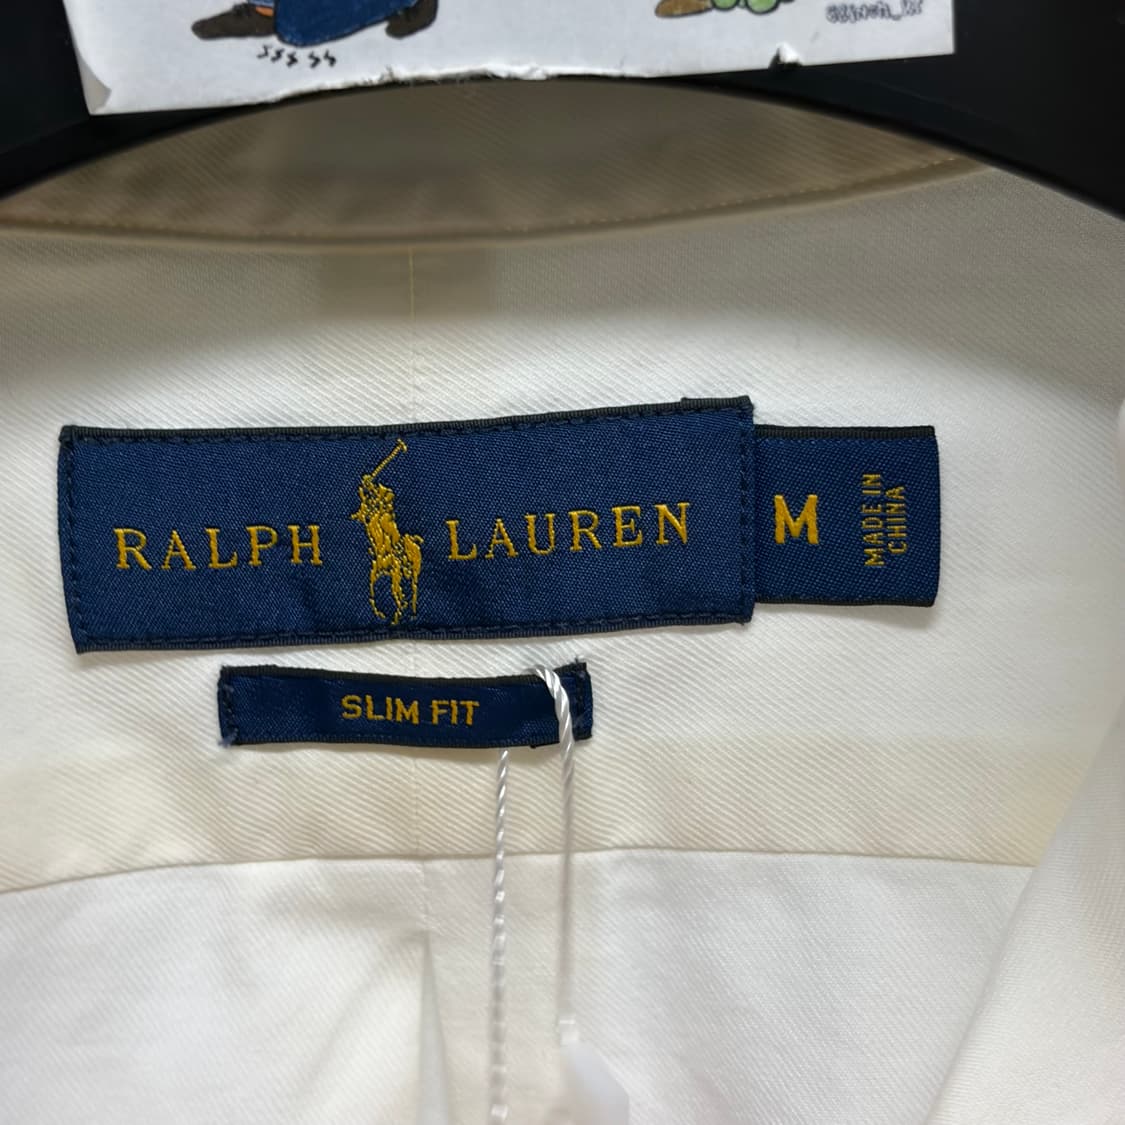 RALPH LAUREN
M
MADE IN
CHINA
SLIM FIT